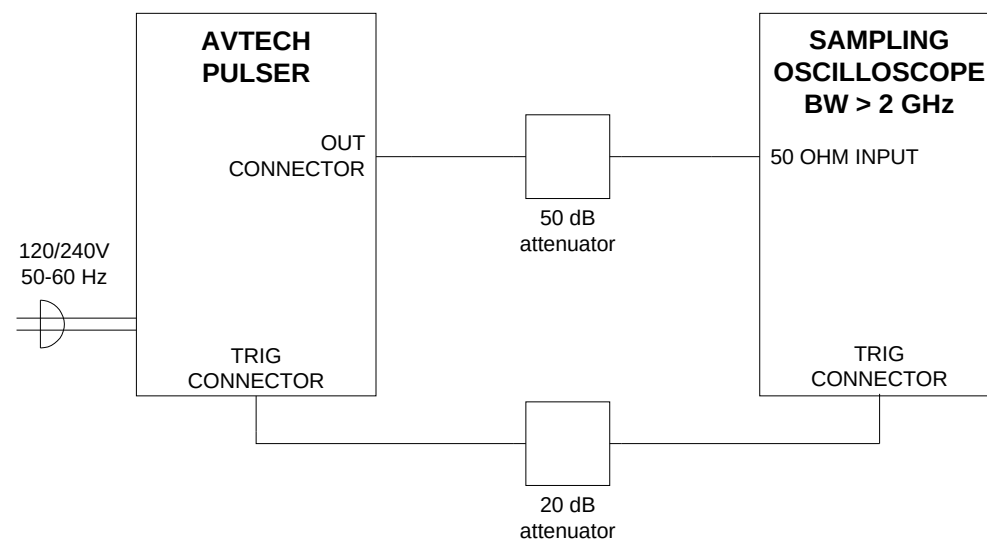 AVTECH
PULSER
OUT
CONNECTOR
120/240V
50-60 Hz
TRIG
CONNECTOR
50 dB
attenuator
20 dB
attenuator
SAMPLING
OSCILLOSCOPE
BW > 2 GHz
50 OHM INPUT
TRIG
CONNECTOR